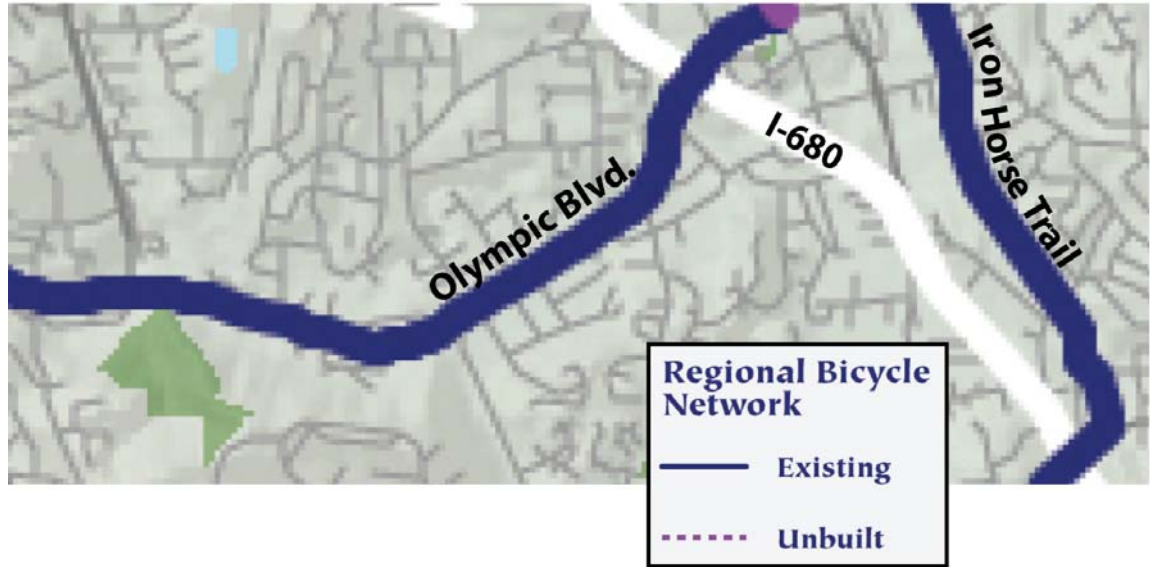 Iron Horse Trail
I-680
Olympic Blvd.
Regional Bicycle
Network
Existing
Unbuilt